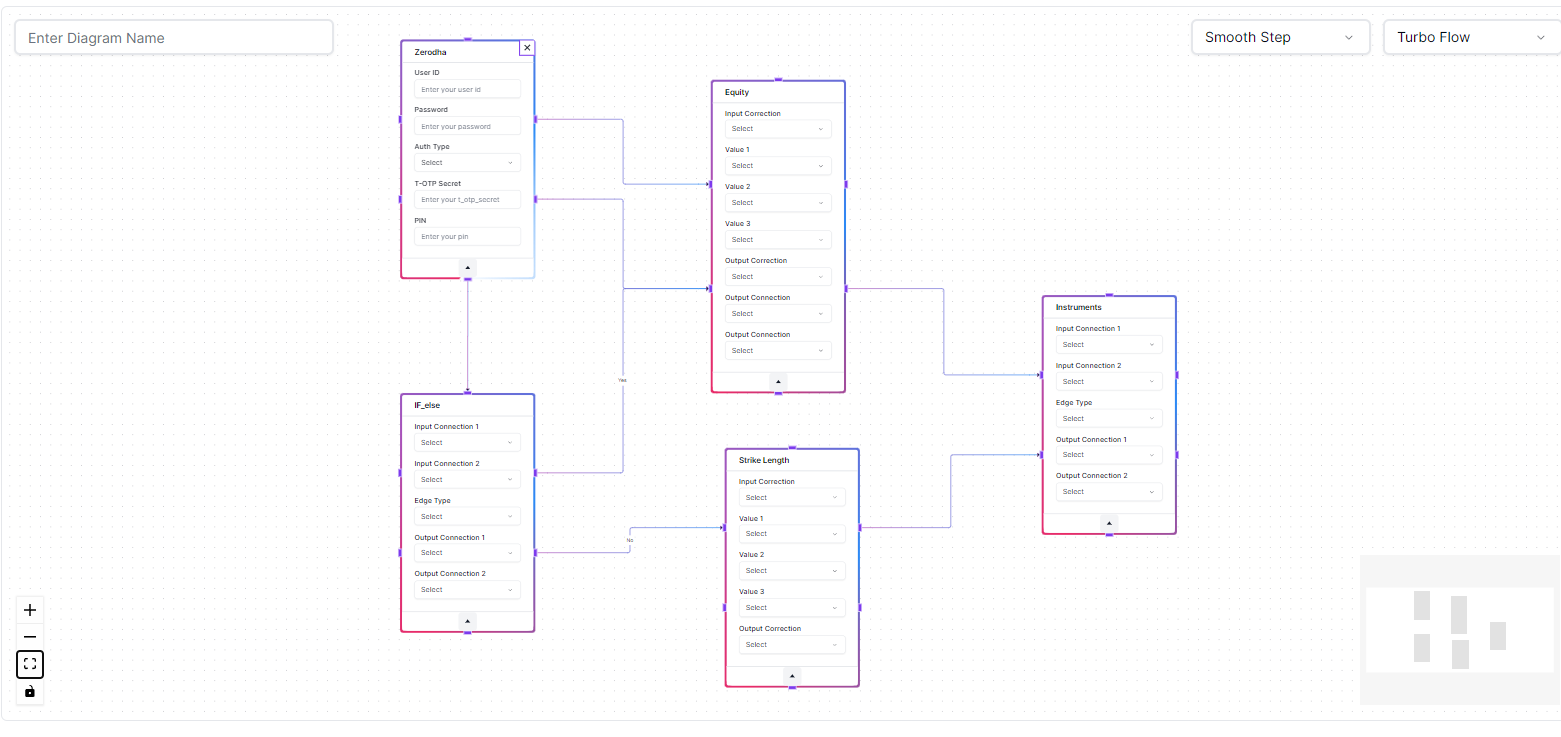 Enter Diagram Name
Smooth Step
Turbo Flow
Zerodha
User ID
Enter your user id
Password
Enter your password
Auth Type
Select
T-OTP Secret
Enter your t_otp_secret
PIN
Enter your pin
Equity
Input Correction
Select
Value 1
Select
Value 2
Select
Value 3
Select
Output Correction
Select
Output Connection
Select
Output Connection
Select
Instruments
Input Connection 1
Select
Input Connection 2
Select
Edge Type
Select
Output Connection 1
Select
Output Connection 2
Select
Yes
IF_else
Input Connection 1
Select
Input Connection 2
Select
Edge Type
Select
Output Connection 1
Select
Output Connection 2
Select
No
Strike Length
Input Correction
Select
Value 1
Select
Value 2
Select
Value 3
Select
Output Correction
Select